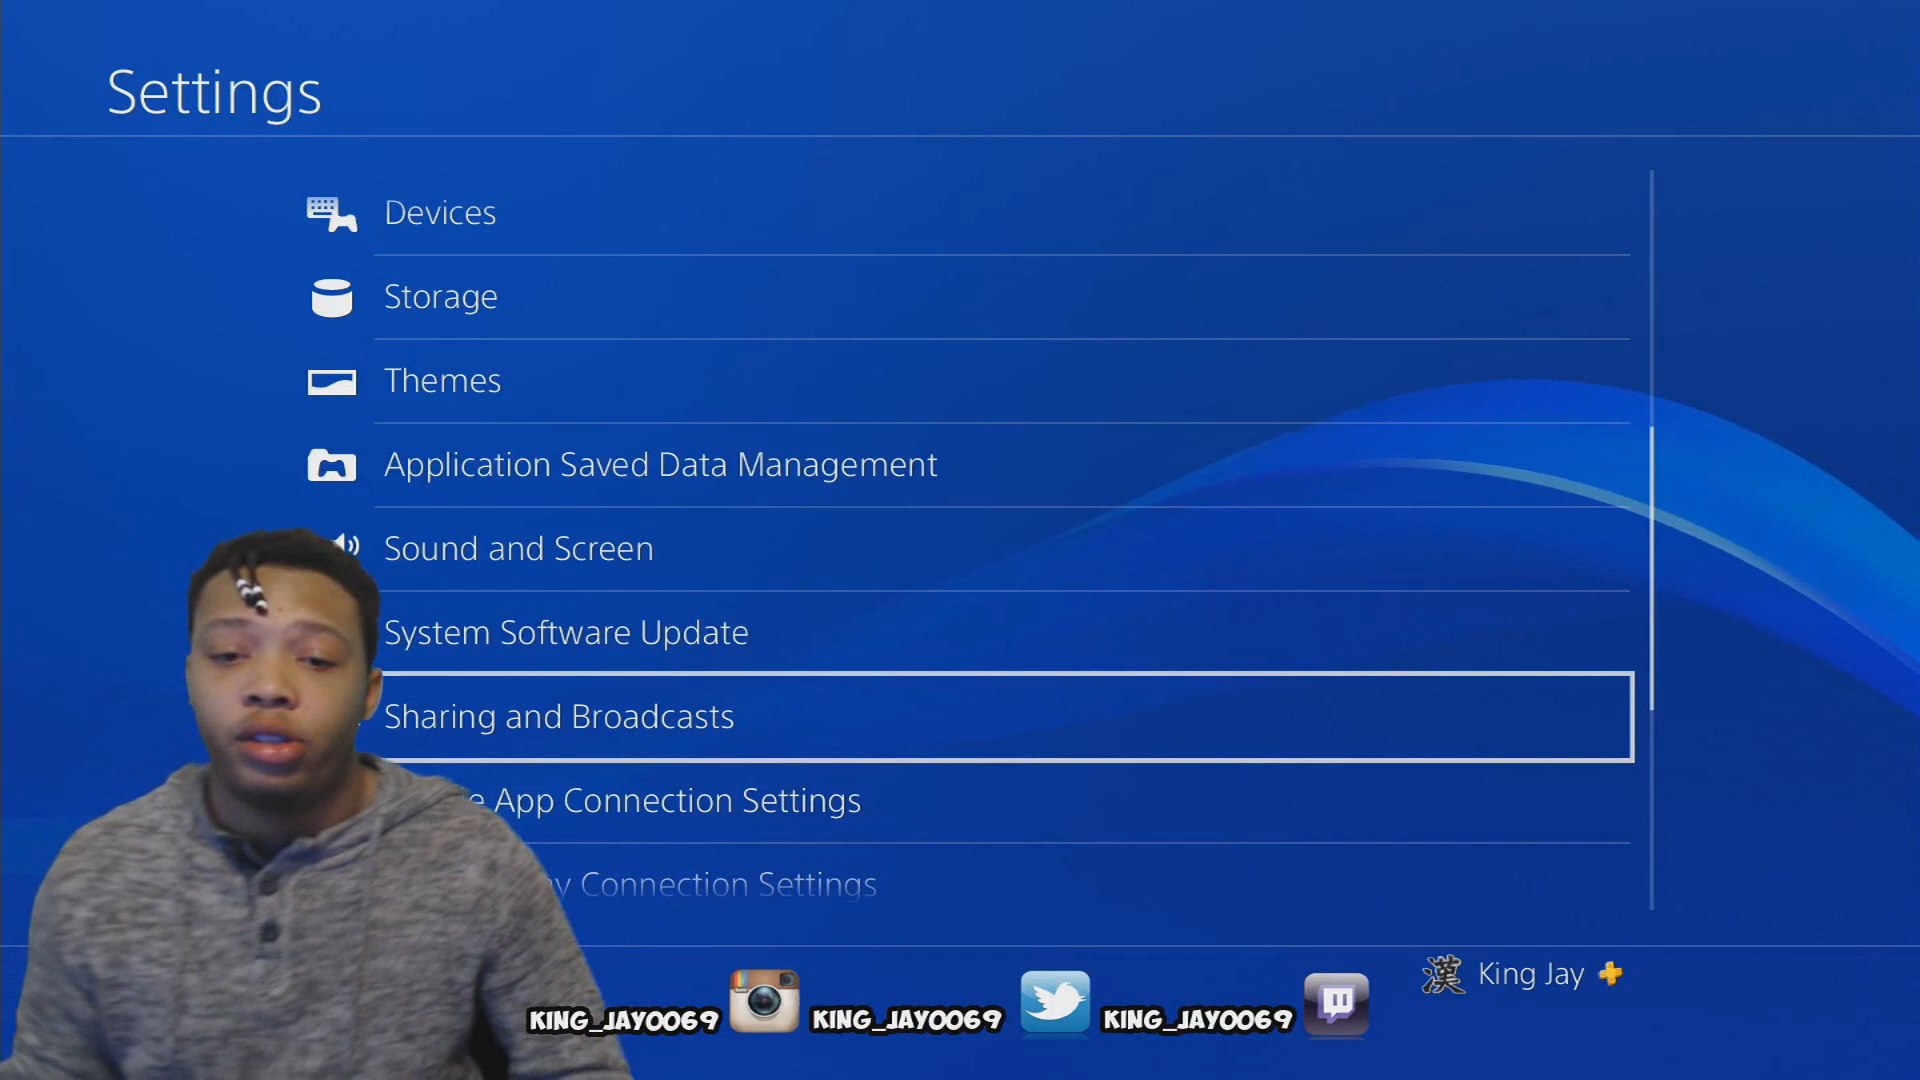 Settings
Devices
Storage
Themes
Application Saved Data Management
Sound and Screen
System Software Update
Sharing and Broadcasts
App Connection Settings
Connection Settings
漢 King Jay
KING_JAY0069 KING_JAY0069 KING_JAY0069